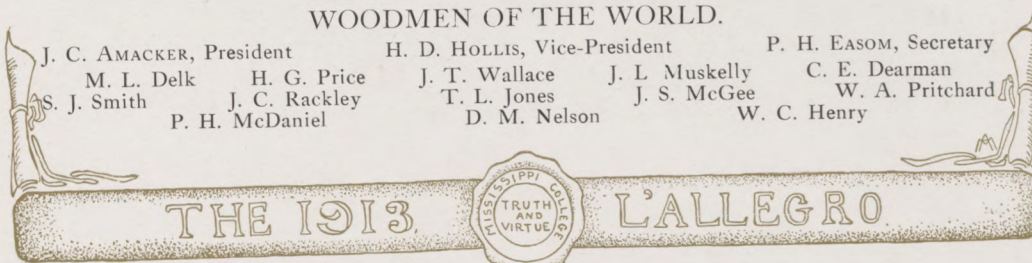 WOODMEN OF THE WORLD.
J. C. AMACKER, President H. D. HOLLIS, Vice-President P. H. EASOM, Secretary
M. L. Delk H. G. Price J. T. Wallace J. L Muskelly C. E. Dearman
S. J. Smith J. C. Rackley T. L. Jones J. S. McGee W. A. Pritchard
P. H. McDaniel D. M. Nelson W. C. Henry
THE 1913 MISSISSIPPI COLLEGE L'ALLEGRO
TRUTH
AND
VIRTUE